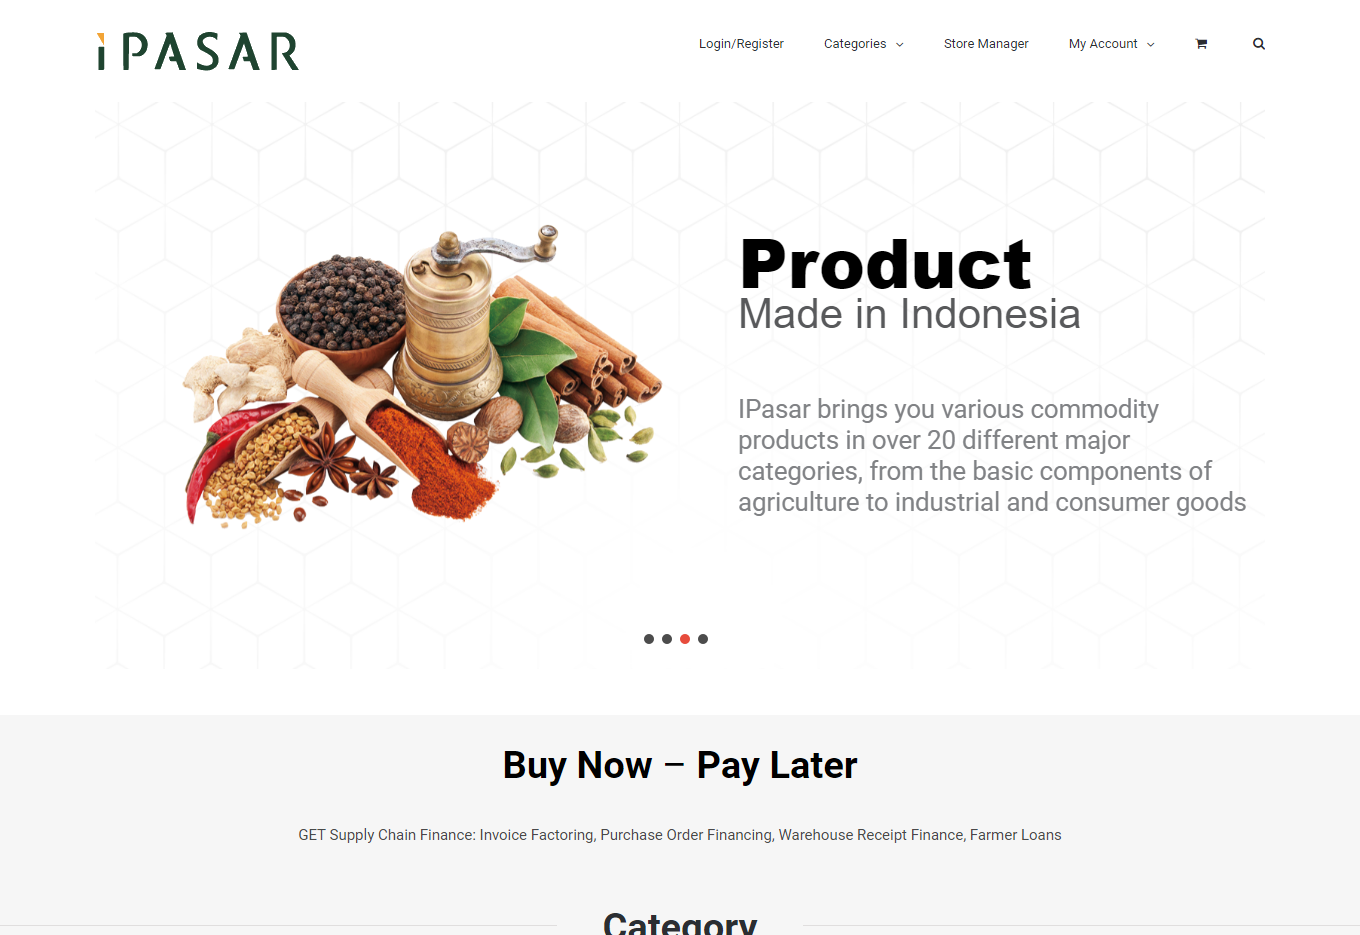 iPASAR
Login/Register
Categories
Store Manager
My Account
Product
Made in Indonesia
IPasar brings you various commodity
products in over 20 different major
categories, from the basic components of
agriculture to industrial and consumer goods
Buy Now – Pay Later
GET Supply Chain Finance: Invoice Factoring, Purchase Order Financing, Warehouse Receipt Finance, Farmer Loans
Category